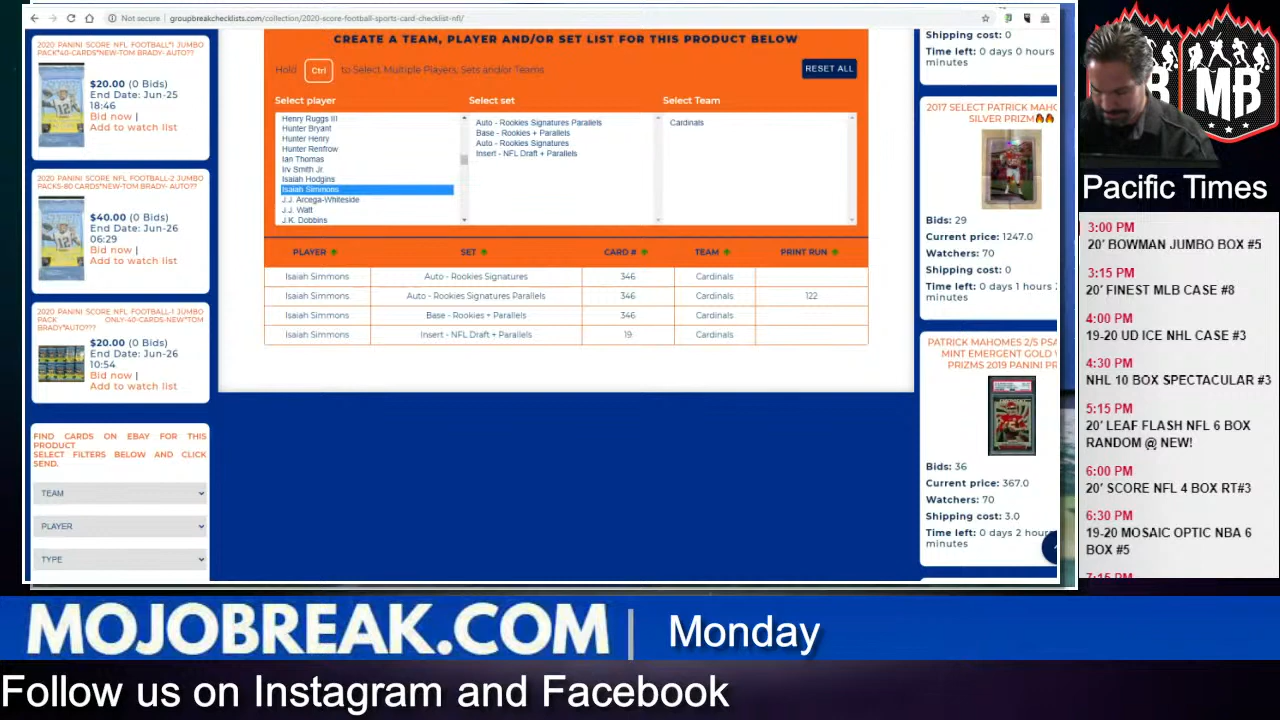 Not secure | groupbreakchecklists.com/collection/2020-score-football-sports-card-checklist-nfl/
2020 PANINI SCORE NFL FOOTBALL*1 JUMBO
PACK*40-CARDS*NEW-TOM BRADY- AUTO??
$20.00 (0 Bids)
End Date: Jun-25
18:46
Bid now |
Add to watch list
2020 PANINI SCORE NFL FOOTBALL-2 JUMBO
PACKS-80 CARDS*NEW-TOM BRADY- AUTO??
$40.00 (0 Bids)
End Date: Jun-26
06:29
Bid now |
Add to watch list
2020 PANINI SCORE NFL FOOTBALL-1 JUMBO
PACK ONLY-40-CARDS-NEW*TOM
BRADY*AUTO???
$20.00 (0 Bids)
End Date: Jun-26
10:54
Bid now |
Add to watch list
FIND CARDS ON EBAY FOR THIS
PRODUCT
SELECT FILTERS BELOW AND CLICK
SEND.
TEAM
PLAYER
TYPE
CREATE A TEAM, PLAYER AND/OR SET LIST FOR THIS PRODUCT BELOW
Hold Ctrl to Select Multiple Players, Sets and/or Teams
RESET ALL
Select player
Henry Ruggs III
Hunter Bryant
Hunter Henry
Hunter Renfrow
Ian Thomas
Irv Smith Jr.
Isaiah Hodgins
Isaiah Simmons
J.J. Arcega-Whiteside
J.J. Watt
J.K. Dobbins
Select set
Auto - Rookies Signatures Parallels
Base - Rookies + Parallels
Auto - Rookies Signatures
Insert - NFL Draft + Parallels
Select Team
Cardinals
PLAYER SET CARD # TEAM PRINT RUN
Isaiah Simmons Auto - Rookies Signatures 346 Cardinals
Isaiah Simmons Auto - Rookies Signatures Parallels 346 Cardinals 122
Isaiah Simmons Base - Rookies + Parallels 346 Cardinals
Isaiah Simmons Insert - NFL Draft + Parallels 19 Cardinals
Shipping cost: 0
Time left: 0 days 0 hours
minutes
2017 SELECT PATRICK MAHO
SILVER PRIZM🔥🔥
Bids: 29
Current price: 1247.0
Watchers: 70
Shipping cost: 0
Time left: 0 days 1 hours
minutes
PATRICK MAHOMES 2/5 PSA
MINT EMERGENT GOLD
PRIZMS 2019 PANINI PR
Bids: 36
Current price: 367.0
Watchers: 70
Shipping cost: 3.0
Time left: 0 days 2 hour
minutes
MB
Pacific Times
3:00 PM
20' BOWMAN JUMBO BOX #5
3:15 PM
20' FINEST MLB CASE #8
4:00 PM
19-20 UD ICE NHL CASE #3
4:30 PM
NHL 10 BOX SPECTACULAR #3
5:15 PM
20' LEAF FLASH NFL 6 BOX
RANDOM @ NEW!
6:00 PM
20' SCORE NFL 4 BOX RT#3
6:30 PM
19-20 MOSAIC OPTIC NBA 6
BOX #5
7:15 PM
MOJOBREAK.COM | Monday
Follow us on Instagram and Facebook